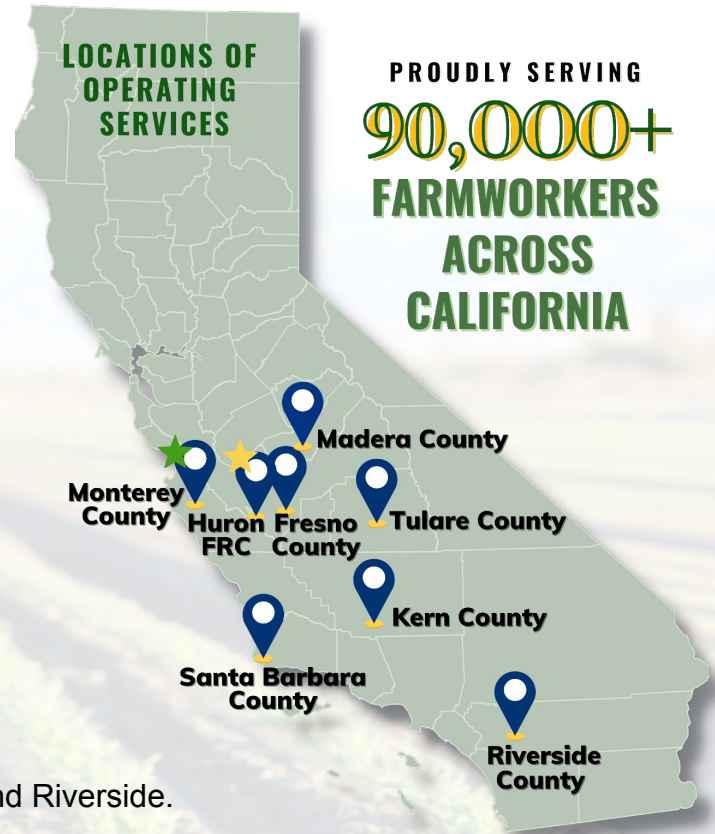 LOCATIONS OF
OPERATING
SERVICES
PROUDLY SERVING
90,000+
FARMWORKERS
ACROSS
CALIFORNIA
Madera County
Monterey
County
Huron
FRC
Fresno
County
Tulare County
Kern County
Santa Barbara
County
Riverside
County
nd Riverside.